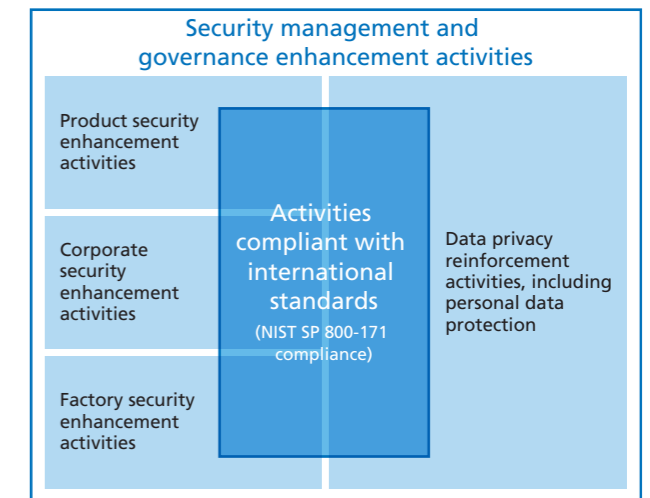 Security management and
governance enhancement activities
Product security
enhancement
activities
Corporate
security
enhancement
activities
Factory security
enhancement
activities
Activities
compliant with
international
standards
(NIST SP 800-171
compliance)
Data privacy
reinforcement
activities, including
personal data
protection